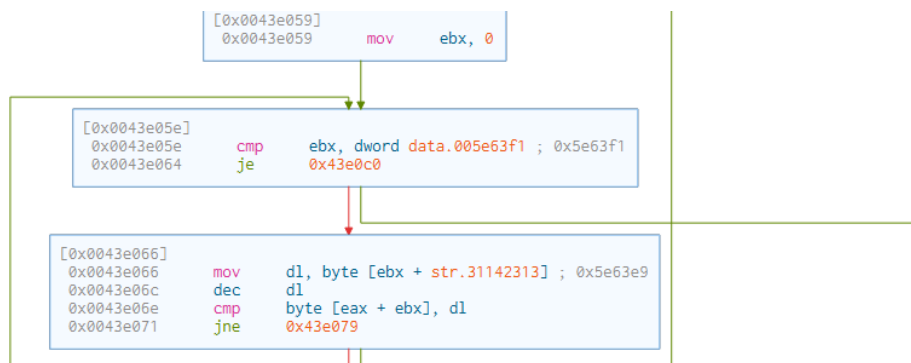 [0x0043e059]
0x0043e059 mov ebx, 0
[0x0043e05e]
0x0043e05e cmp ebx, dword data.005e63f1 ; 0x5e63f1
0x0043e064 je 0x43e0c0
[0x0043e066]
0x0043e066 mov dl, byte [ebx + str.31142313] ; 0x5e63e9
0x0043e06c dec dl
0x0043e06e cmp byte [eax + ebx], dl
0x0043e071 jne 0x43e079